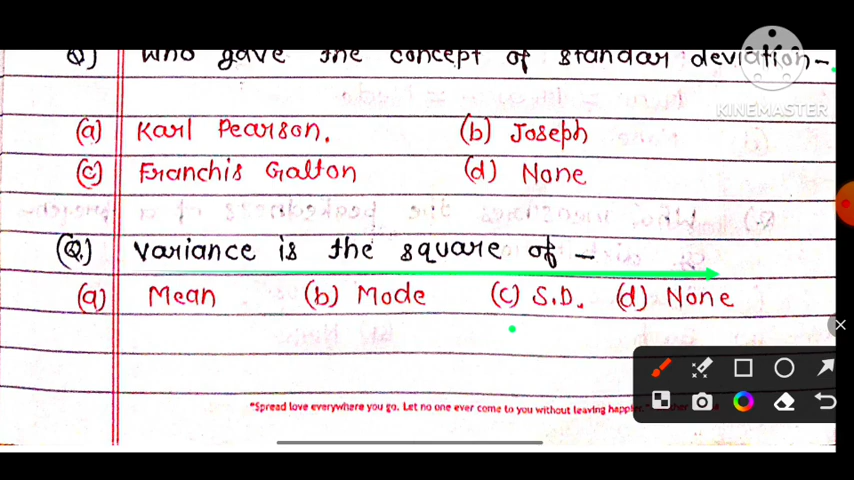 Q) Who gave the concept of standar deviation-
KINEMASTER
(a) Karl Pearson. (b) Joseph
(c) Franchis Galton (d) None
(Q.) Variance is the square of -
(a) Mean (b) Mode (c) S.D. (d) None
"Spread love everywhere you go. Let no one ever come to you without leaving happier."